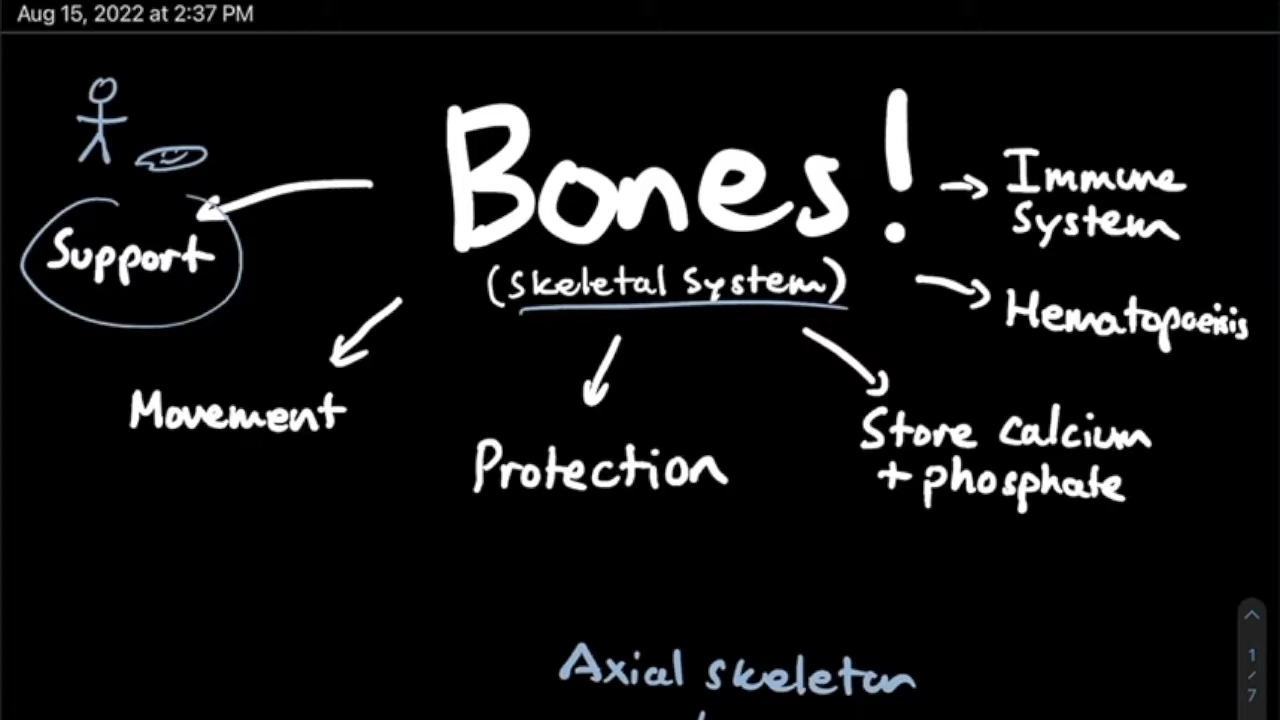 Aug 15, 2022 at 2:37 PM
Bones!
(Skeletal System)
Support
Movement
Protection
Store calcium
+ phosphate
Immune
System
Hematopoeisis
Axial skeleton
1
/
7